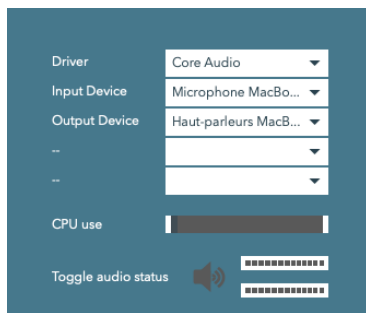 Driver Core Audio
Input Device Microphone MacBo...
Output Device Haut-parleurs MacB...
--
--
CPU use
Toggle audio status